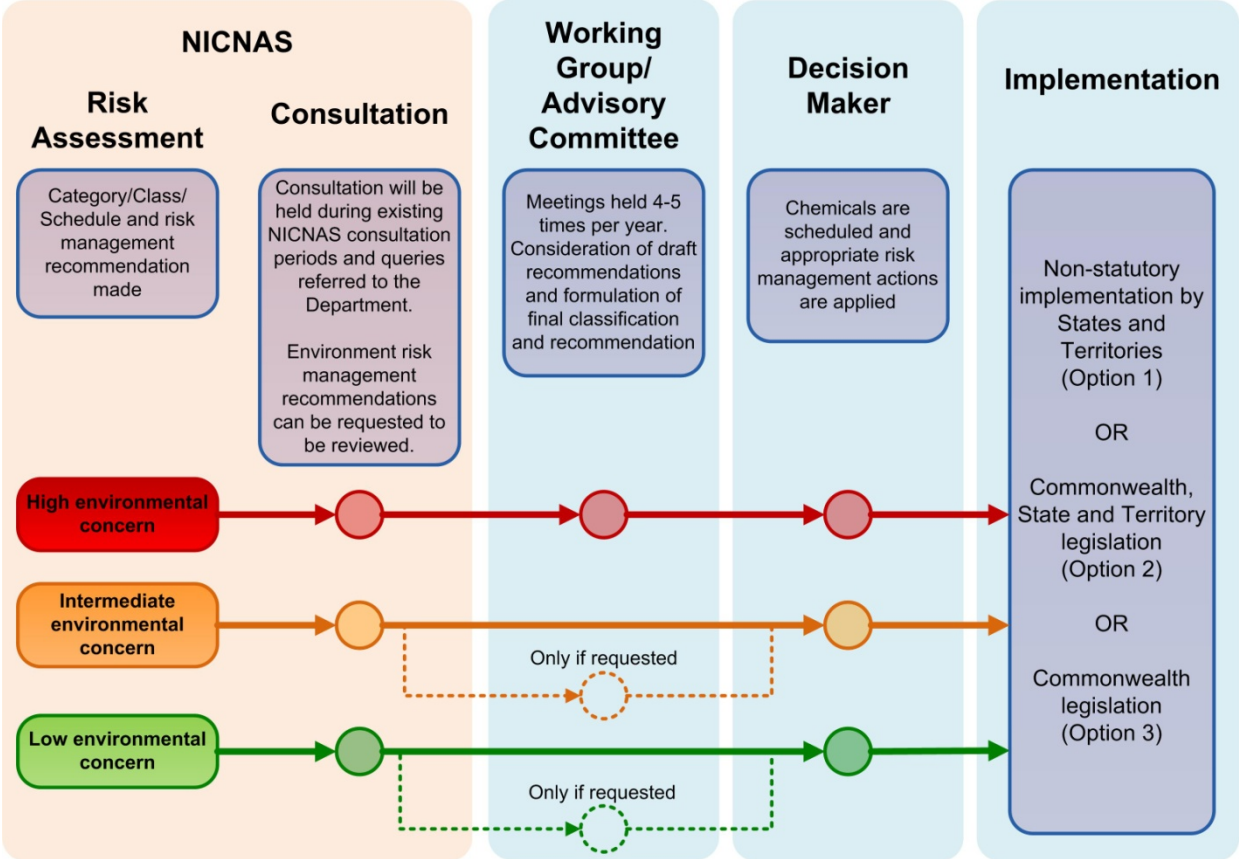 NICNAS
Risk
Assessment
Consultation
Working
Group/
Advisory
Committee
Decision
Maker
Implementation
Category/Class/
Schedule and risk
management
recommendation
made
Consultation will be
held during existing
NICNAS consultation
periods and queries
referred to the
Department.
Environment risk
management
recommendations
can be requested to
be reviewed.
Meetings held 4-5
times per year.
Consideration of draft
recommendations
and formulation of
final classification
and recommendation
Chemicals are
scheduled and
appropriate risk
management actions
are applied
Non-statutory
implementation by
States and
Territories
(Option 1)
OR
Commonwealth,
State and Territory
legislation
(Option 2)
OR
Commonwealth
legislation
(Option 3)
High environmental
concern
Intermediate
environmental
concern
Only if requested
Low environmental
concern
Only if requested